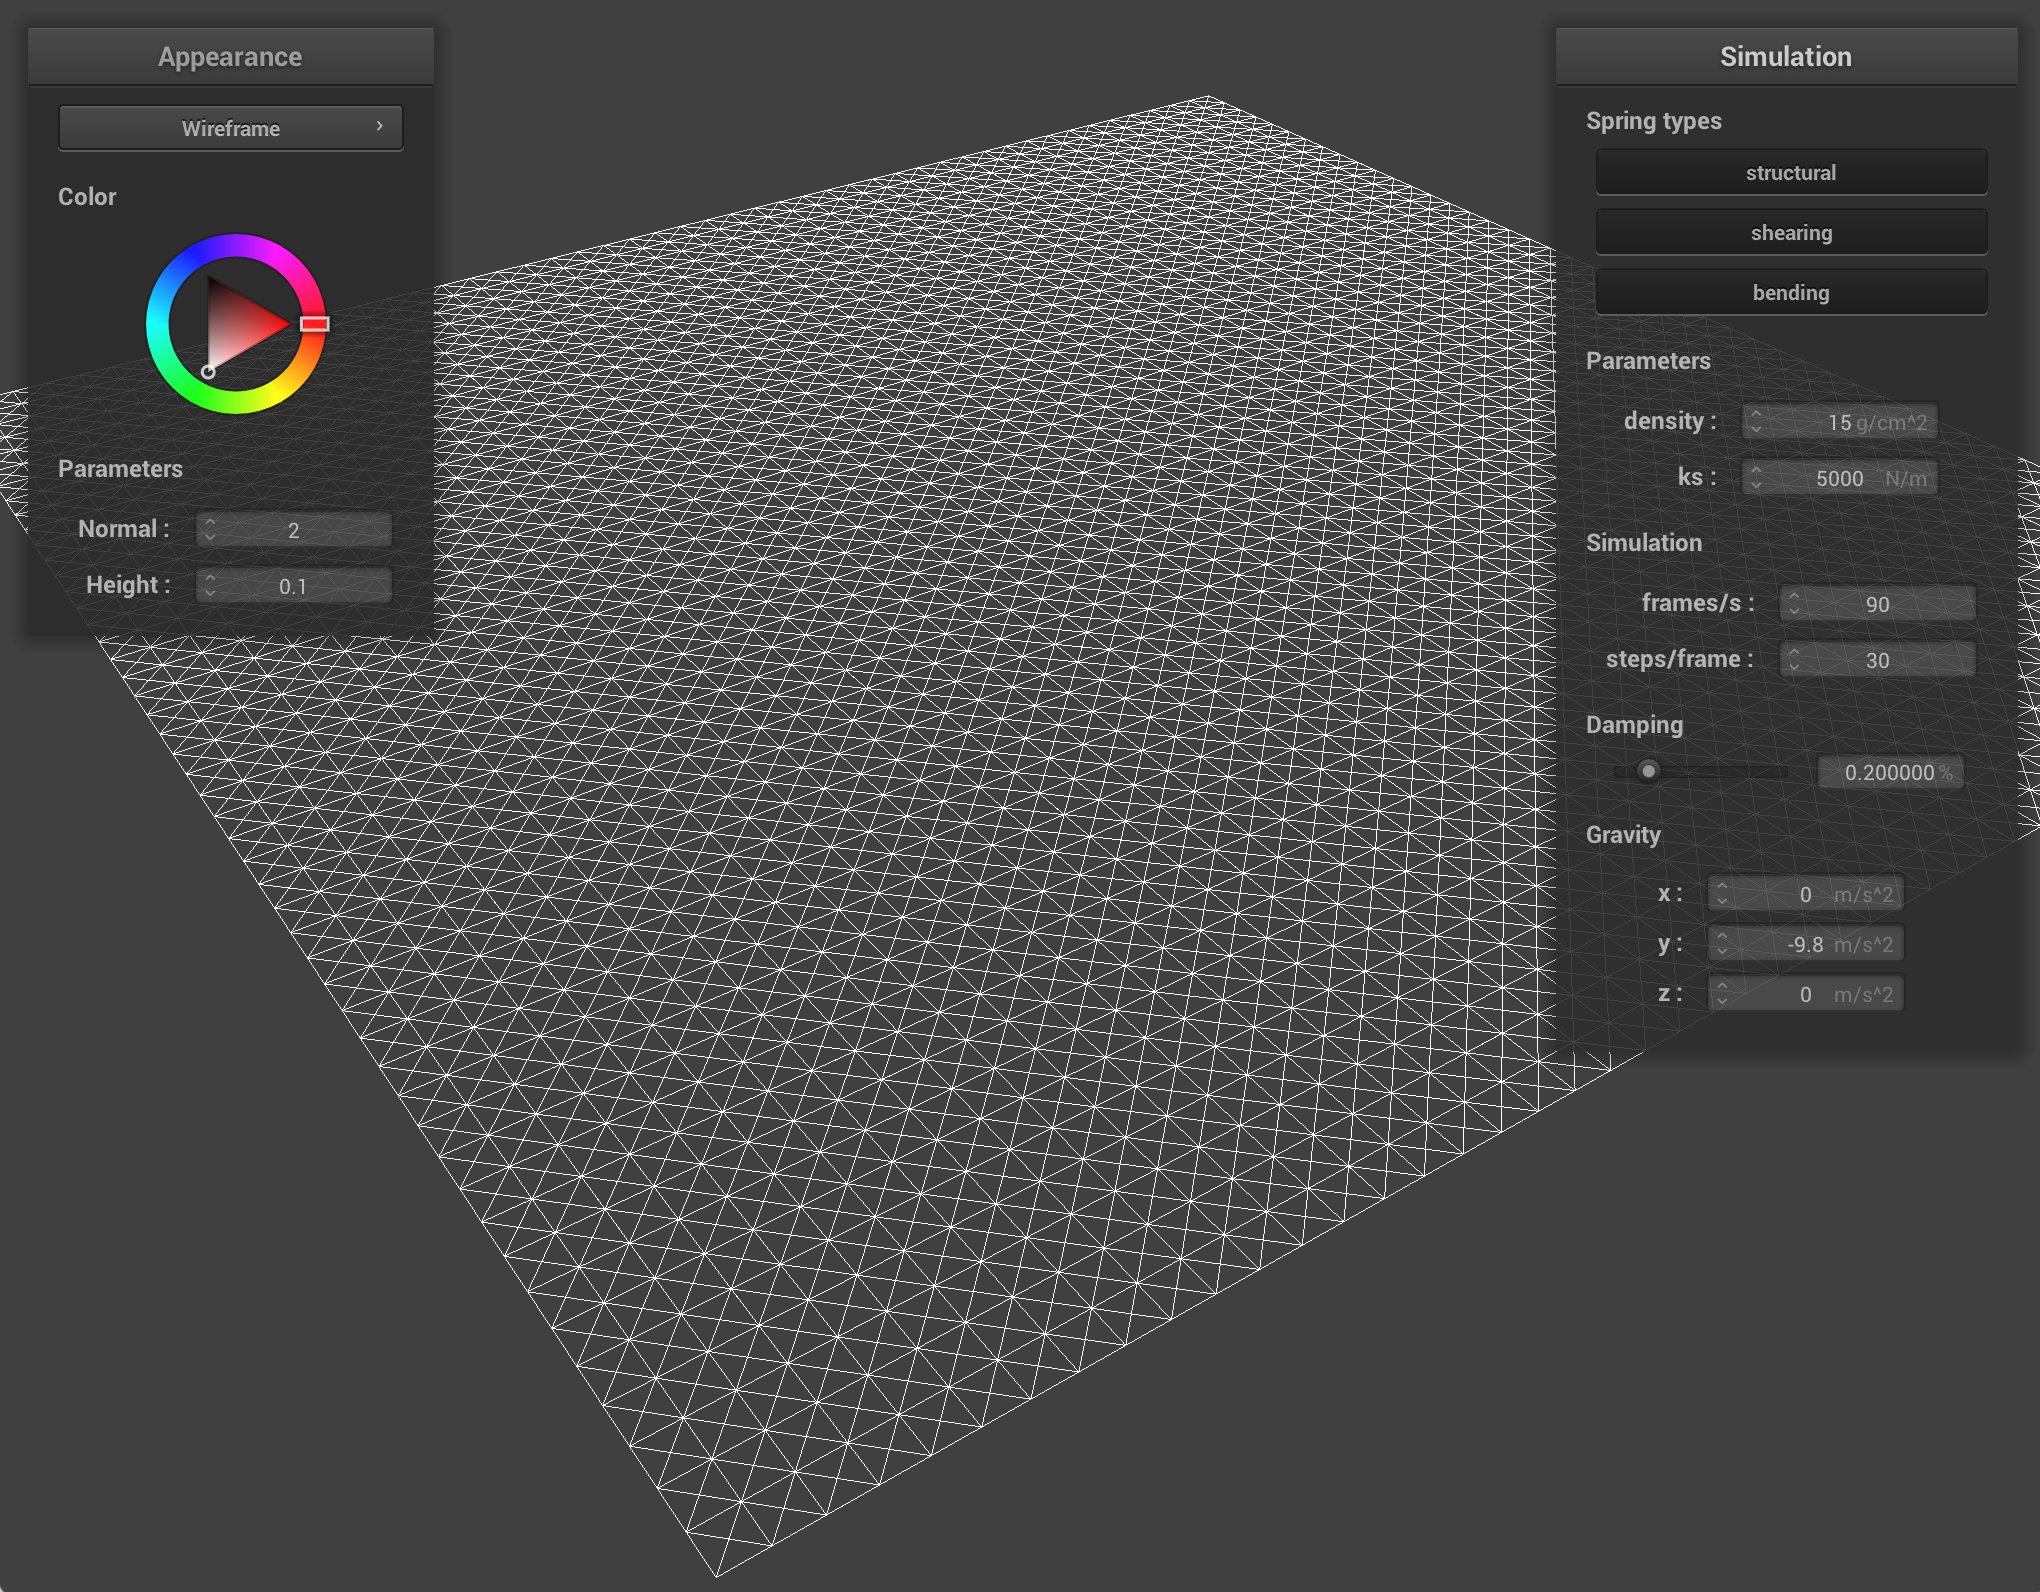 Appearance
Wireframe
Color
Parameters
Normal : 2
Height : 0.1
Simulation
Spring types
structural
shearing
bending
Parameters
density : 15 g/cm^2
ks : 5000 N/m
Simulation
frames/s : 90
steps/frame : 30
Damping
0.200000 %
Gravity
x : 0 m/s^2
y : -9.8 m/s^2
z : 0 m/s^2